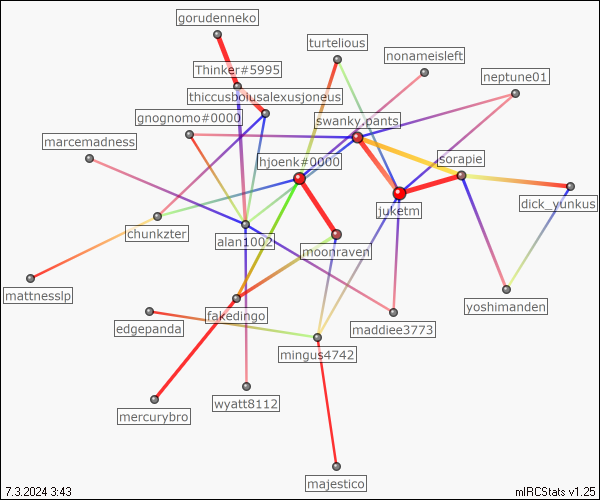 gorudenneko
turtelious
nonameisleft
Thinker#5995
neptune01
thiccusboiusalexusjoneus
gnognomo#0000
swanky.pants
marcemadness
hjoenk#0000
sorapie
dick_yunkus
juketm
chunkzter
alan1002
moonraven
mattnesslp
yoshimanden
fakedingo
edgepanda
maddiee3773
mingus4742
wyatt8112
mercurybro
majestico
7.3.2024 3:43
mIRCStats v1.25